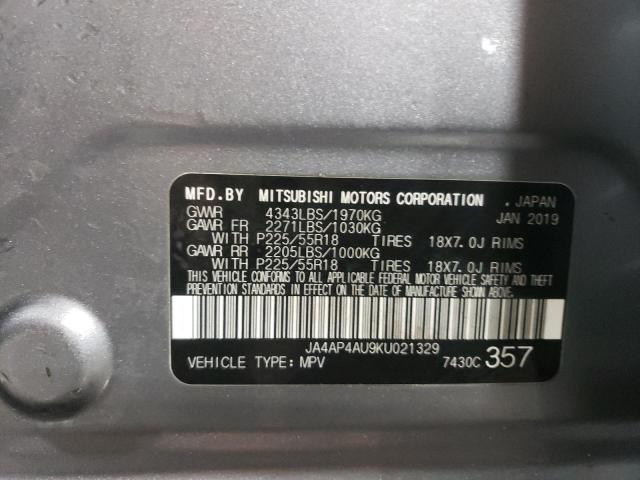 MFD.BY MITSUBISHI MOTORS CORPORATION . JAPAN
GVWR 4343LBS/1970KG JAN 2019
GAWR FR 2271LBS/1030KG
WITH P225/55R18 TIRES 18X7.0J RIMS
GAWR RR 2205LBS/1000KG
WITH P225/55R18 TIRES 18X7.0J RIMS
THIS VEHICLE CONFORMS TO ALL APPLICABLE FEDERAL MOTOR VEHICLE SAFETY AND THEFT
PREVENTION STANDARDS IN EFFECT ON THE DATE OF MANUFACTURE SHOWN ABOVE.
JA4AP4AU9KU021329
VEHICLE TYPE: MPV 7430C 357